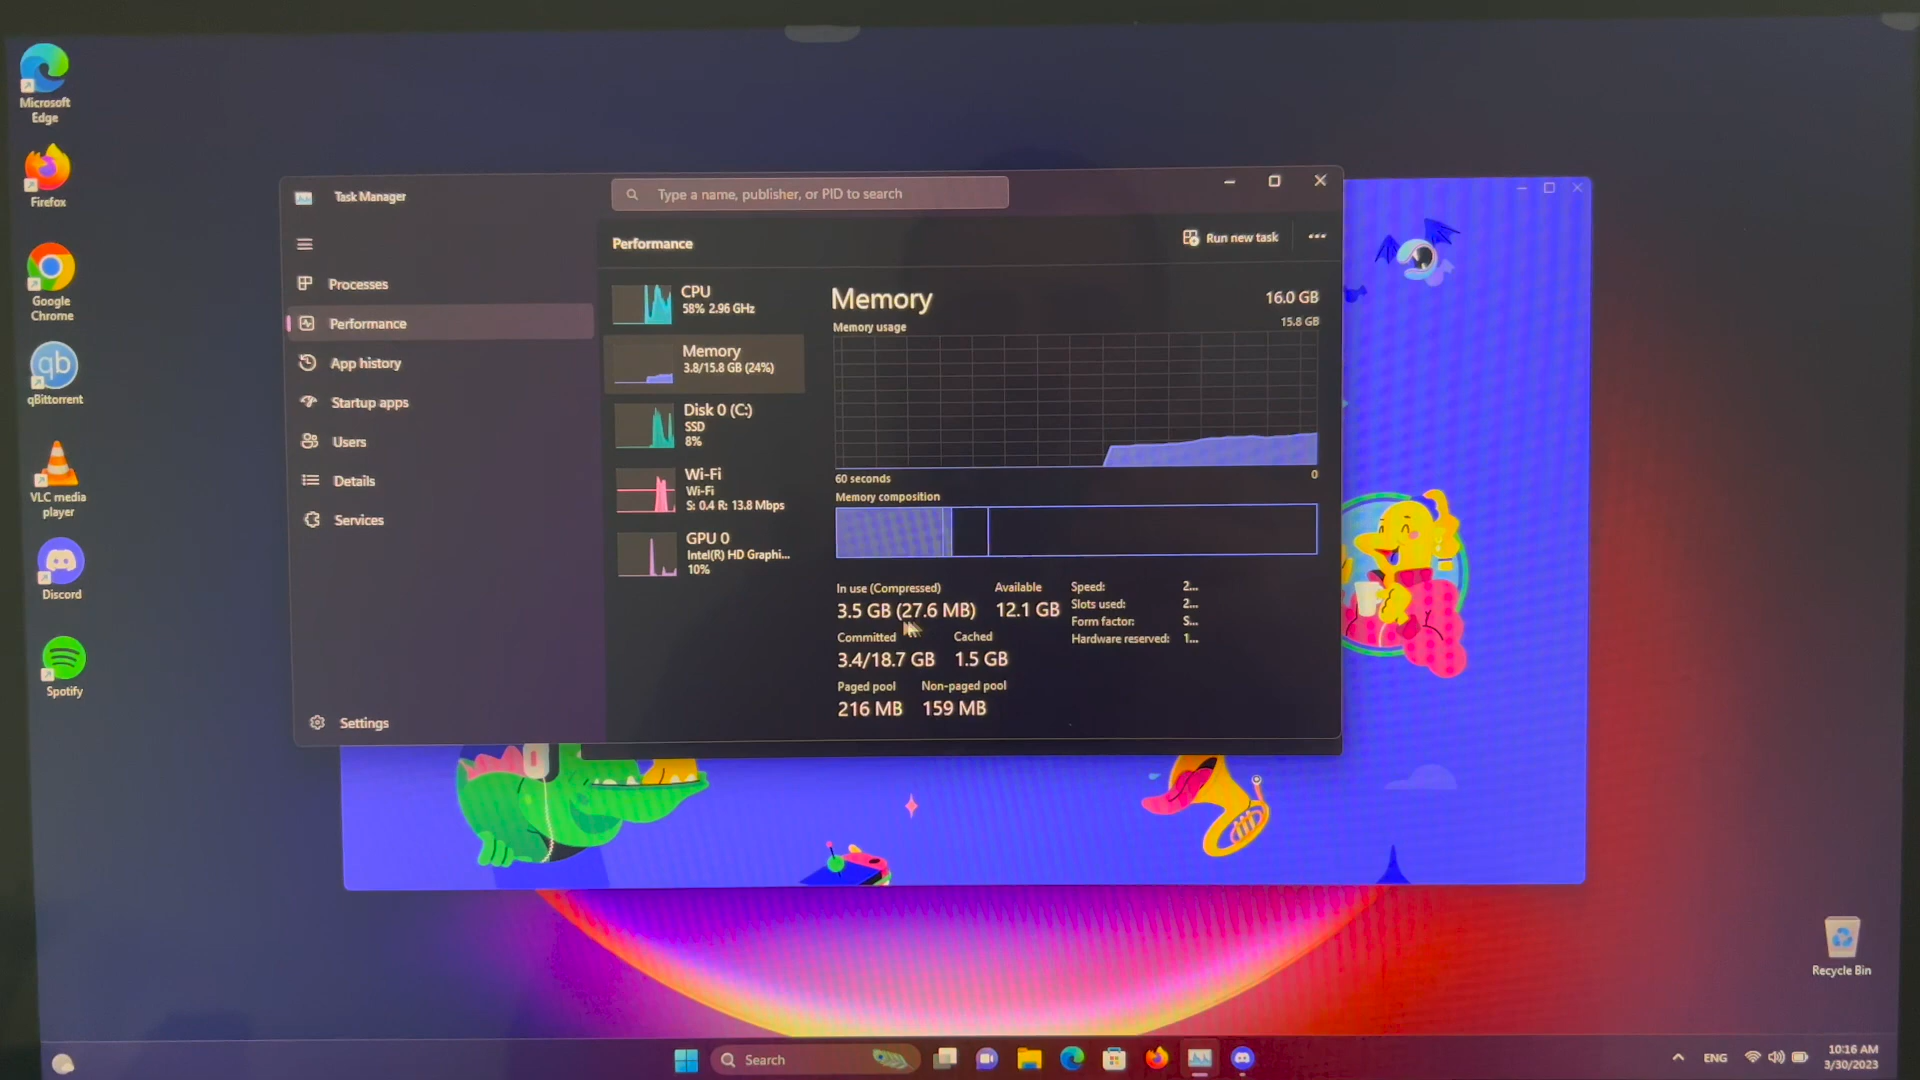 Microsoft
Edge
Firefox
Google
Chrome
qb
qBittorrent
VLC media
player
Discord
Spotify
Task Manager
Type a name, publisher, or PID to search
Processes
Performance
App history
Startup apps
Users
Details
Services
Settings
Performance
Run new task
CPU
58% 2.96 GHz
Memory
3.8/15.8 GB (24%)
Disk 0 (C:)
SSD
8%
Wi-Fi
Wi-Fi
S: 0.4 R: 13.8 Mbps
GPU 0
Intel(R) HD Graphi...
10%
Memory
16.0 GB
Memory usage
15.8 GB
60 seconds
0
Memory composition
In use (Compressed)
3.5 GB (27.6 MB)
Available
12.1 GB
Committed
3.4/18.7 GB
Cached
1.5 GB
Paged pool
216 MB
Non-paged pool
159 MB
Speed: 2...
Slots used: 2...
Form factor: S...
Hardware reserved: 1...
Recycle Bin
Search
ENG
10:16 AM
3/30/2023